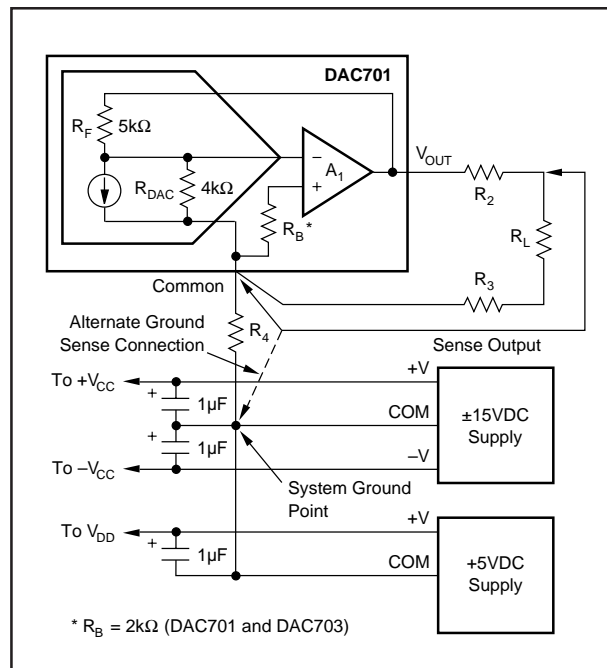 DAC701
R_F
5kΩ
R_DAC
4kΩ
−
A_1
+
R_B*
V_OUT
R_2
R_L
R_3
Common
R_4
Alternate Ground
Sense Connection
Sense Output
To +V_CC
+
1µF
+V
COM
±15VDC
Supply
+
1µF
To −V_CC
−V
System Ground
Point
To V_DD
+
1µF
+V
COM
+5VDC
Supply
* R_B = 2kΩ (DAC701 and DAC703)